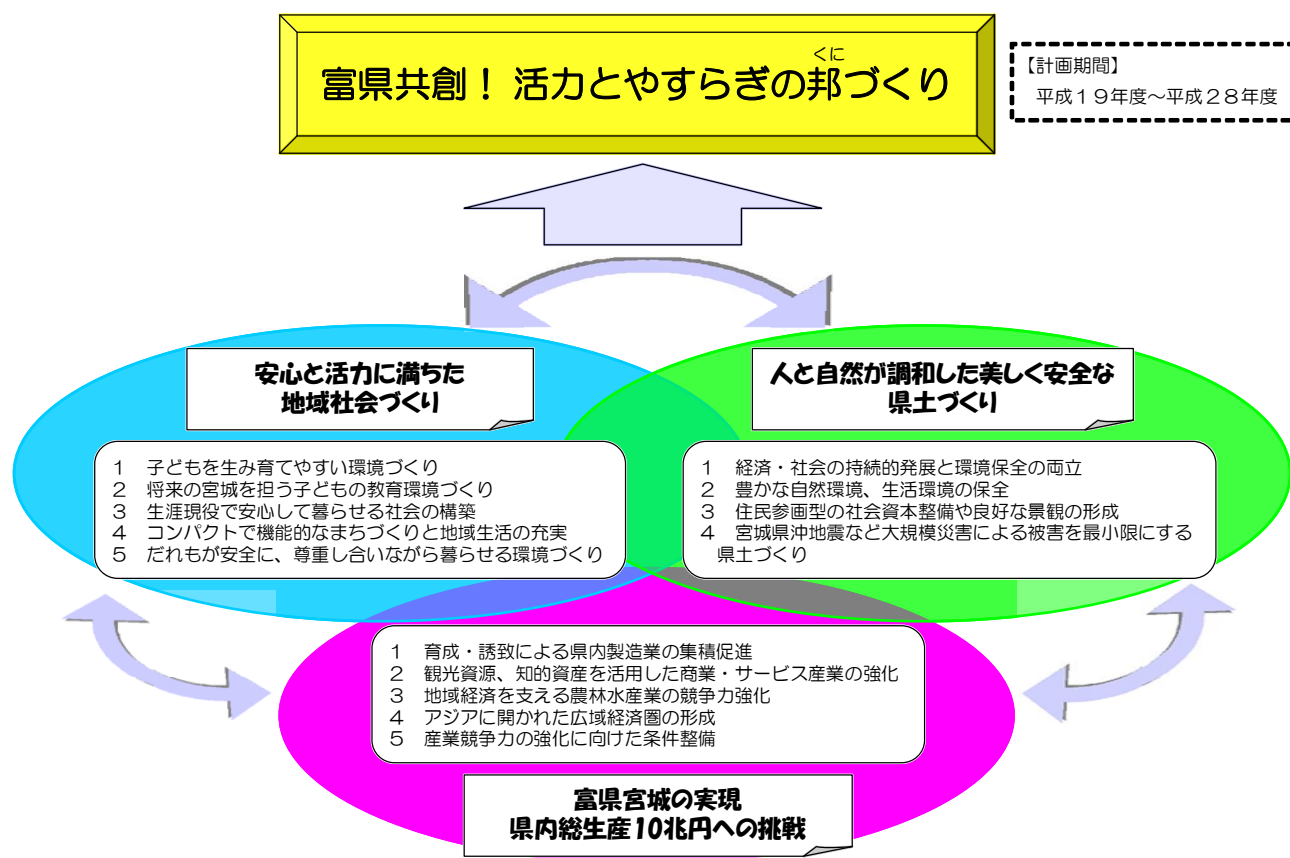 くに
富県共創！ 活力とやすらぎの邦づくり
【計画期間】
平成１９年度～平成２８年度
安心と活力に満ちた
地域社会づくり
１ 子どもを生み育てやすい環境づくり
２ 将来の宮城を担う子どもの教育環境づくり
３ 生涯現役で安心して暮らせる社会の構築
４ コンパクトで機能的なまちづくりと地域生活の充実
５ だれもが安全に、尊重し合いながら暮らせる環境づくり
人と自然が調和した美しく安全な
県土づくり
１ 経済・社会の持続的発展と環境保全の両立
２ 豊かな自然環境、生活環境の保全
３ 住民参画型の社会資本整備や良好な景観の形成
４ 宮城県沖地震など大規模災害による被害を最小限にする
県土づくり
１ 育成・誘致による県内製造業の集積促進
２ 観光資源、知的資産を活用した商業・サービス産業の強化
３ 地域経済を支える農林水産業の競争力強化
４ アジアに開かれた広域経済圏の形成
５ 産業競争力の強化に向けた条件整備
富県宮城の実現
県内総生産10兆円への挑戦